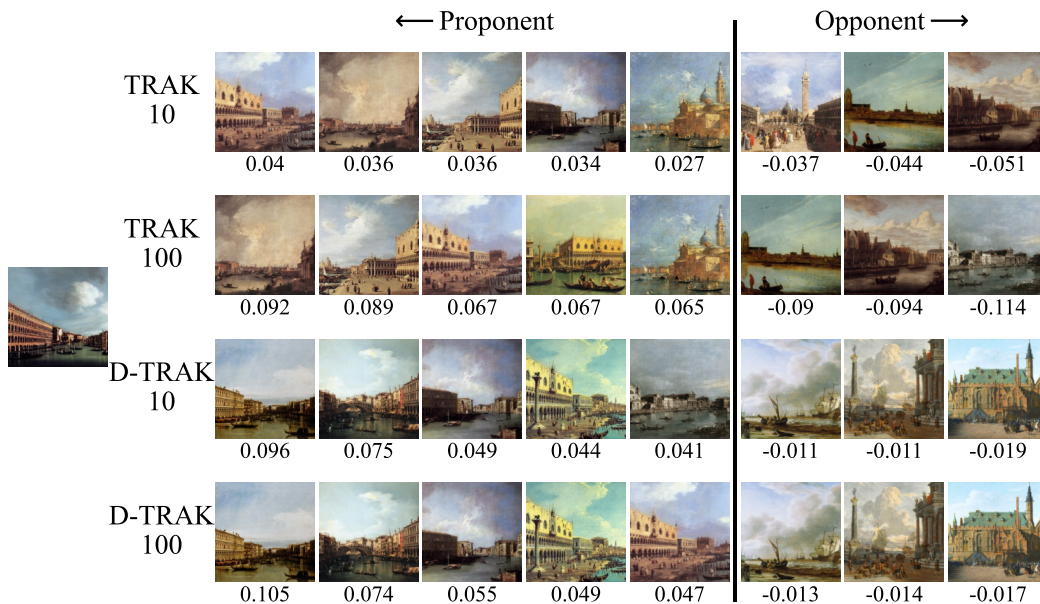 ← Proponent
Opponent →
TRAK
10
0.04 0.036 0.036 0.034 0.027 -0.037 -0.044 -0.051
TRAK
100
0.092 0.089 0.067 0.067 0.065 -0.09 -0.094 -0.114
D-TRAK
10
0.096 0.075 0.049 0.044 0.041 -0.011 -0.011 -0.019
D-TRAK
100
0.105 0.074 0.055 0.049 0.047 -0.013 -0.014 -0.017